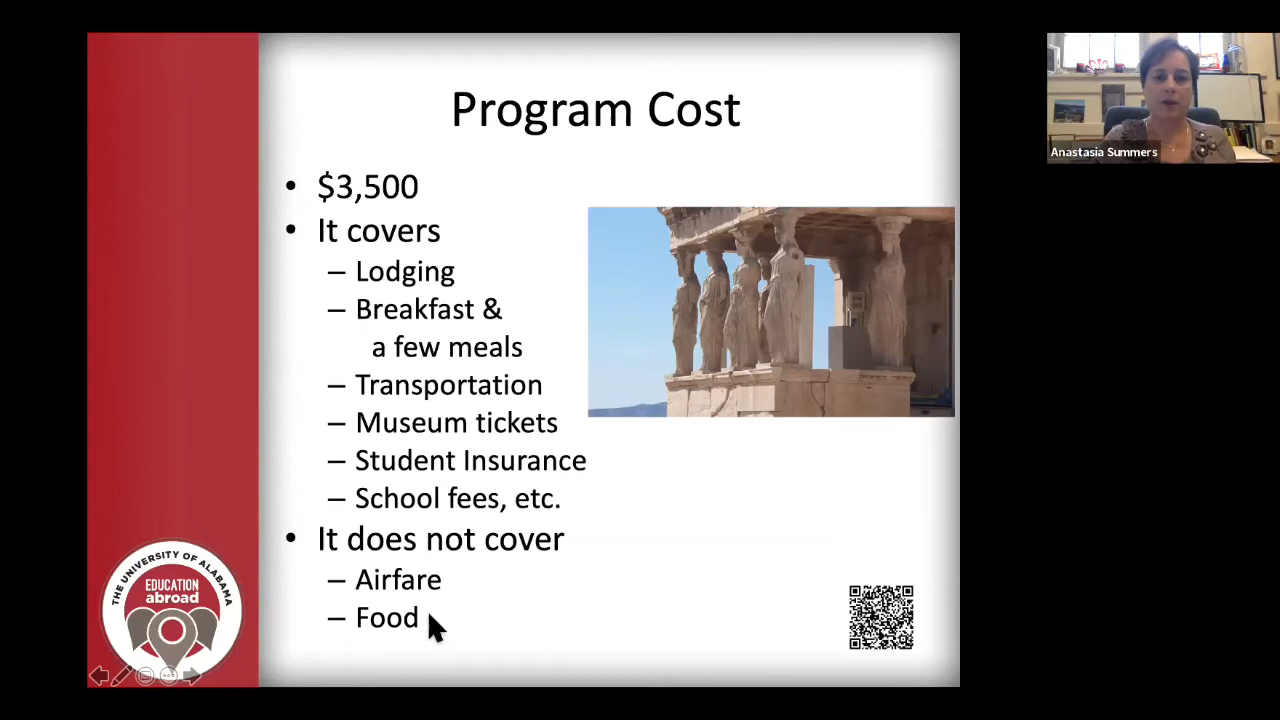 Program Cost
• $3,500
• It covers
– Lodging
– Breakfast &
a few meals
– Transportation
– Museum tickets
– Student Insurance
– School fees, etc.
• It does not cover
– Airfare
– Food
THE UNIVERSITY OF ALABAMA
EDUCATION
abroad
Anastasia Summers